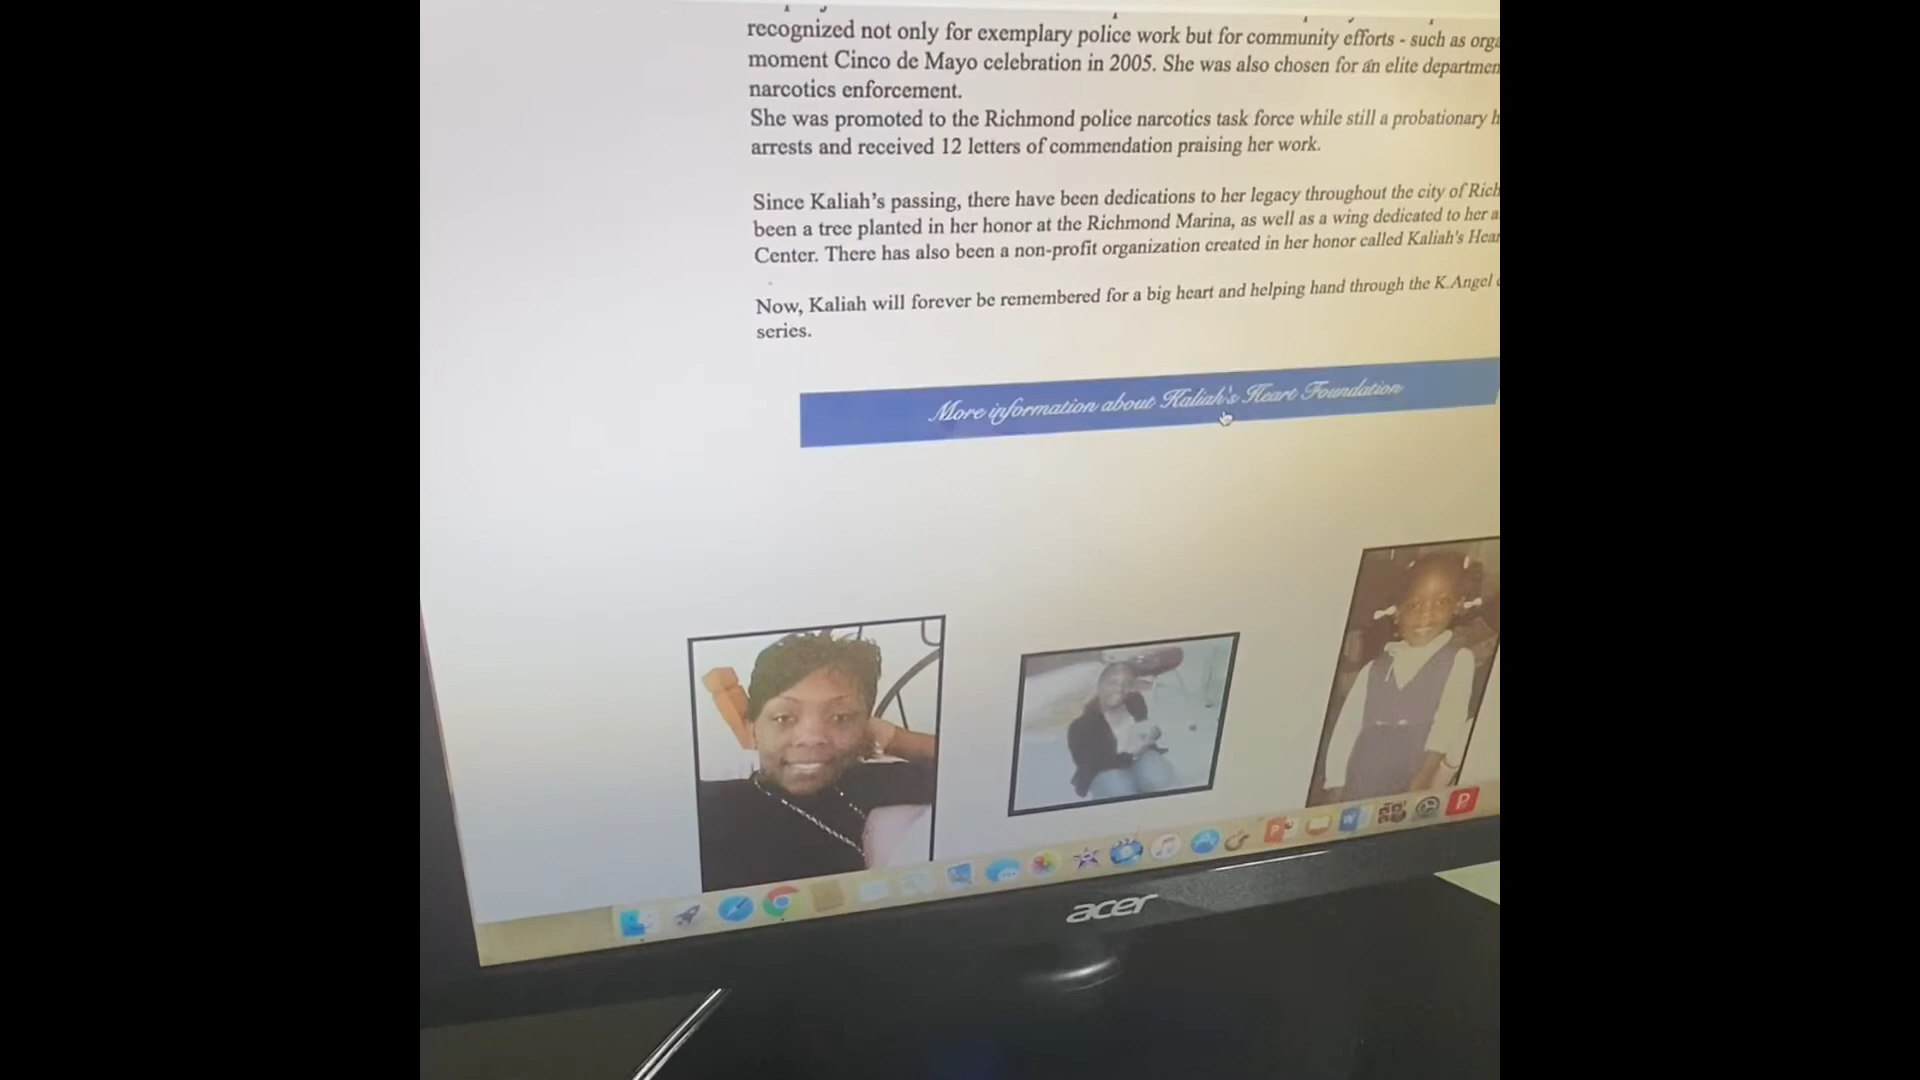 recognized not only for exemplary police work but for community efforts - such as orga
moment Cinco de Mayo celebration in 2005. She was also chosen for an elite departmen
narcotics enforcement.
She was promoted to the Richmond police narcotics task force while still a probationary h
arrests and received 12 letters of commendation praising her work.
Since Kaliah's passing, there have been dedications to her legacy throughout the city of Rich
been a tree planted in her honor at the Richmond Marina, as well as a wing dedicated to her a
Center. There has also been a non-profit organization created in her honor called Kaliah's Hear
Now, Kaliah will forever be remembered for a big heart and helping hand through the K.Angel
series.
More information about Kaliah's Heart Foundation
acer